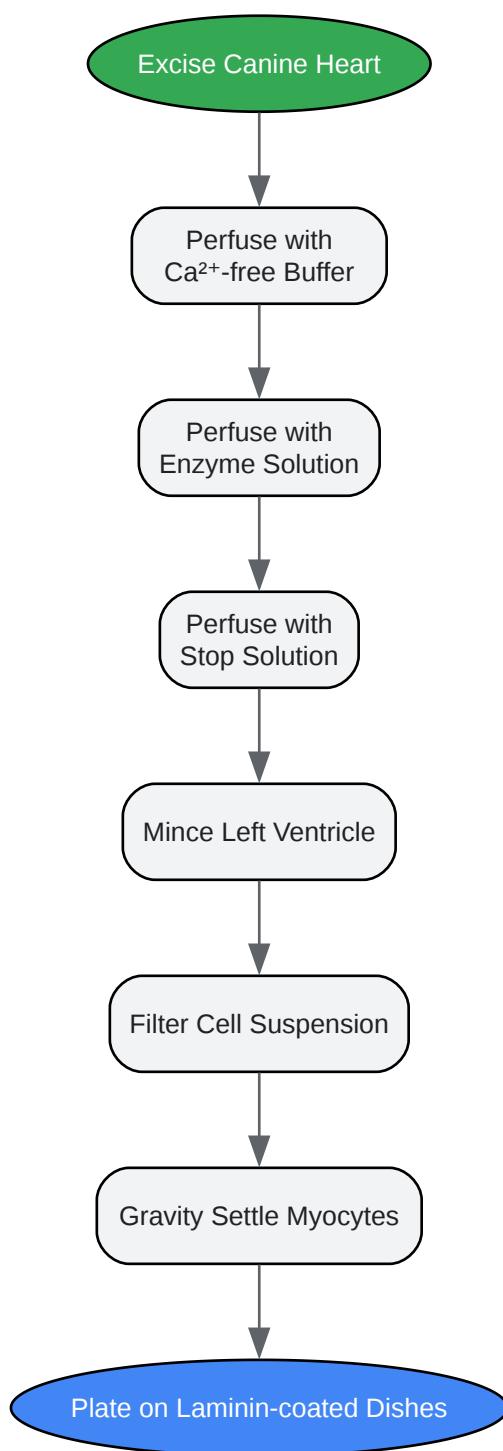 Excise Canine Heart
Perfuse with
Ca²⁺-free Buffer
Perfuse with
Enzyme Solution
Perfuse with
Stop Solution
Mince Left Ventricle
Filter Cell Suspension
Gravity Settle Myocytes
Plate on Laminin-coated Dishes